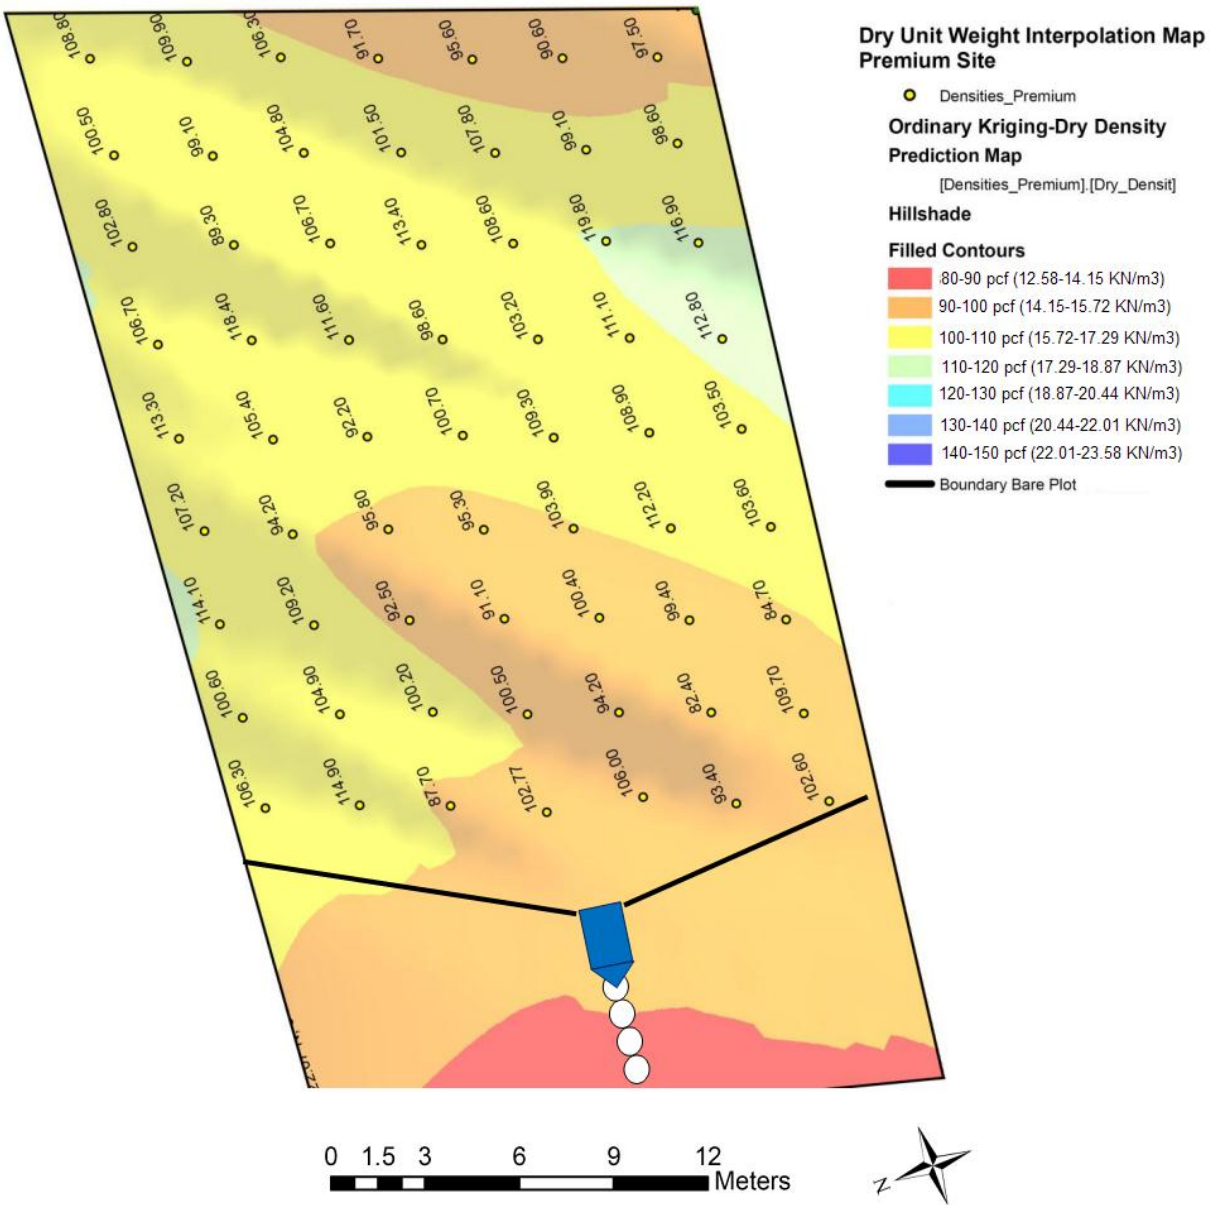 Dry Unit Weight Interpolation Map
Premium Site
Densities_Premium
Ordinary Kriging-Dry Density
Prediction Map
[Densities_Premium].[Dry_Densit]
Hillshade
Filled Contours
80-90 pcf (12.58-14.15 KN/m3)
90-100 pcf (14.15-15.72 KN/m3)
100-110 pcf (15.72-17.29 KN/m3)
110-120 pcf (17.29-18.87 KN/m3)
120-130 pcf (18.87-20.44 KN/m3)
130-140 pcf (20.44-22.01 KN/m3)
140-150 pcf (22.01-23.58 KN/m3)
Boundary Bare Plot
108.80 109.90 106.30 91.70 95.60 90.60 97.50
100.50 99.10 104.80 101.50 107.80 99.10 98.60
102.80 89.30 106.70 113.40 108.60 119.80 116.90
106.70 118.40 111.60 98.60 103.20 111.10 112.80
113.30 105.40 92.20 100.70 109.30 108.90 103.50
107.20 94.20 95.80 95.30 103.90 112.20 103.60
114.10 109.20 92.50 91.10 100.40 99.40 84.70
100.60 104.90 100.20 100.50 94.20 82.40 109.70
106.30 114.90 87.70 102.77 106.00 93.40 102.60
0 1.5 3 6 9 12
Meters
N